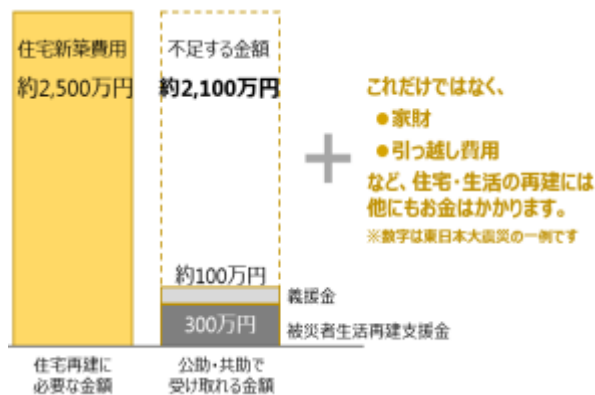 住宅新築費用
約2,500万円
不足する金額
約2,100万円
約100万円
義援金
300万円
被災者生活再建支援金
住宅再建に
必要な金額
公助・共助で
受け取れる金額
＋
これだけではなく、
●家財
●引っ越し費用
など、住宅・生活の再建には
他にもお金はかかります。
※数字は東日本大震災の一例です